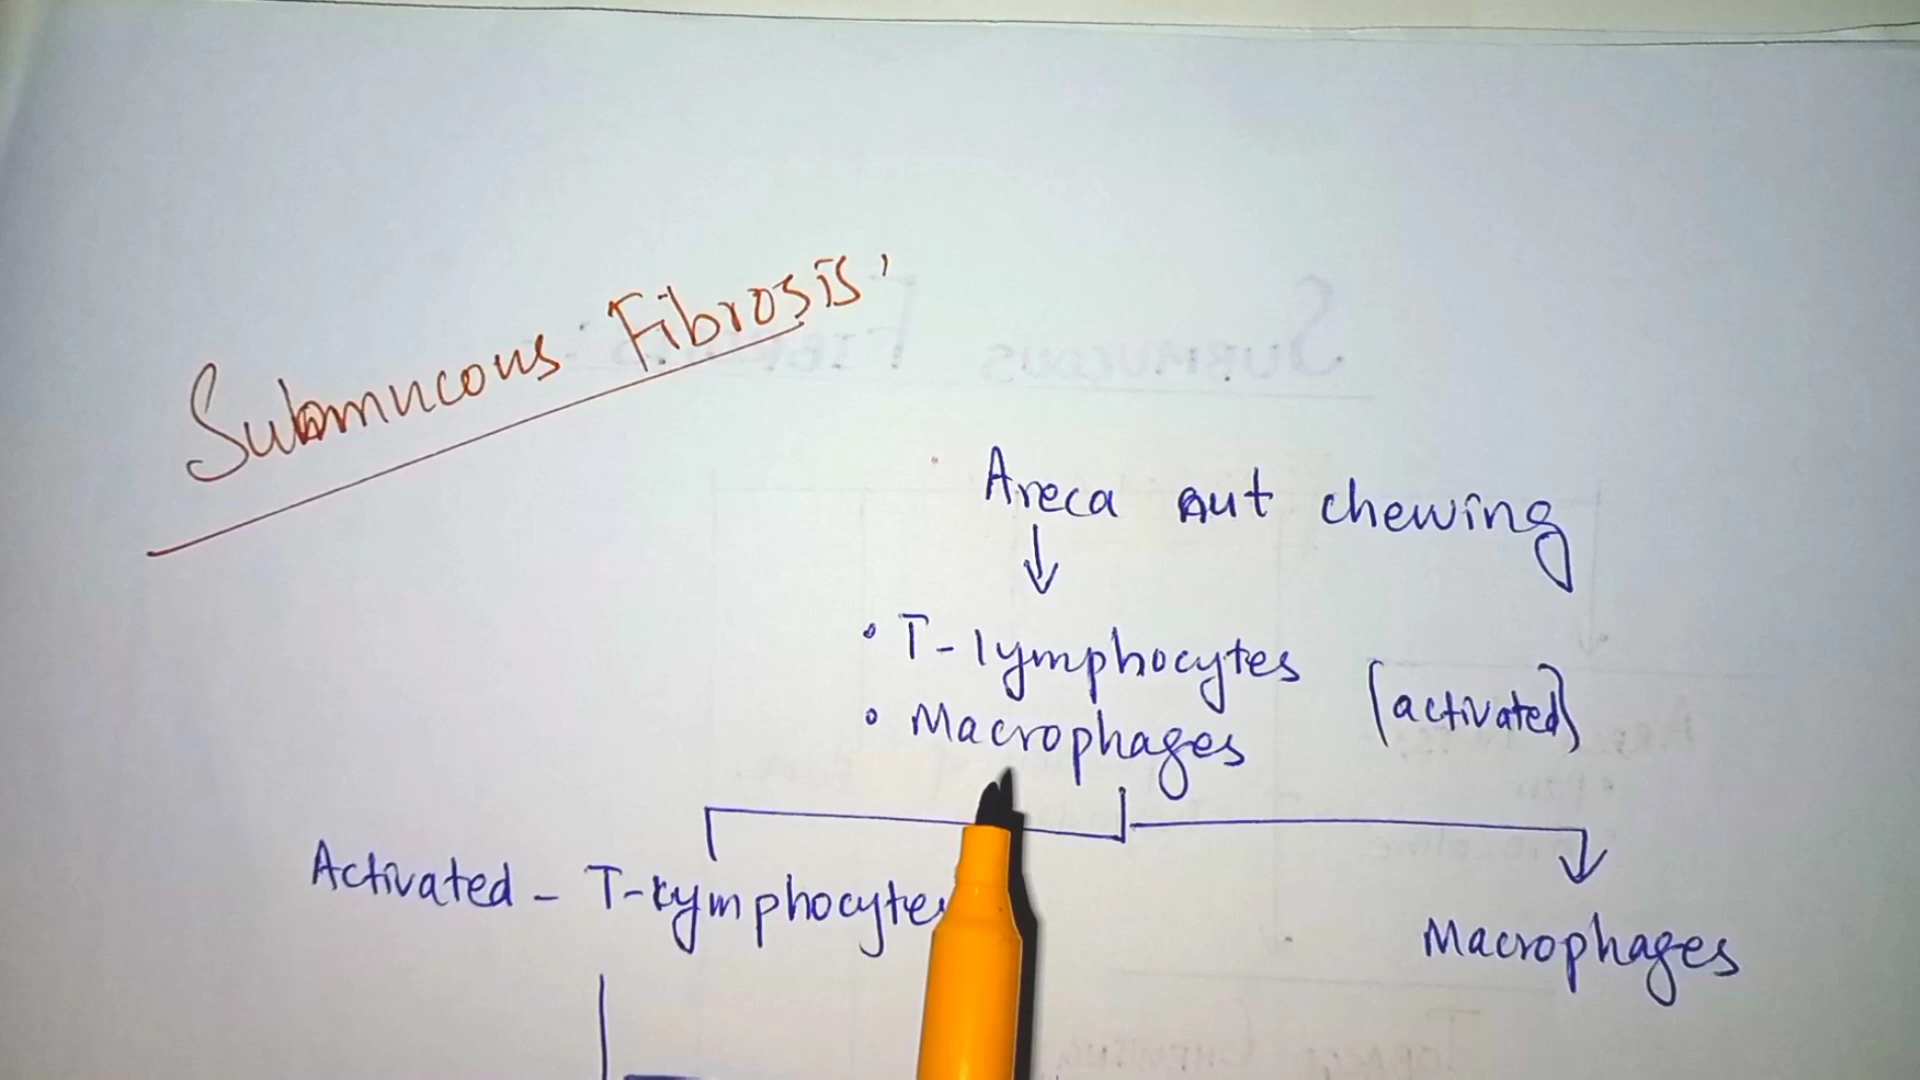 Submucous Fibrosis
Areca nut chewing
↓
• T-lymphocytes
(activated)
• Macrophages
Activated - T-lymphocytes
Macrophages